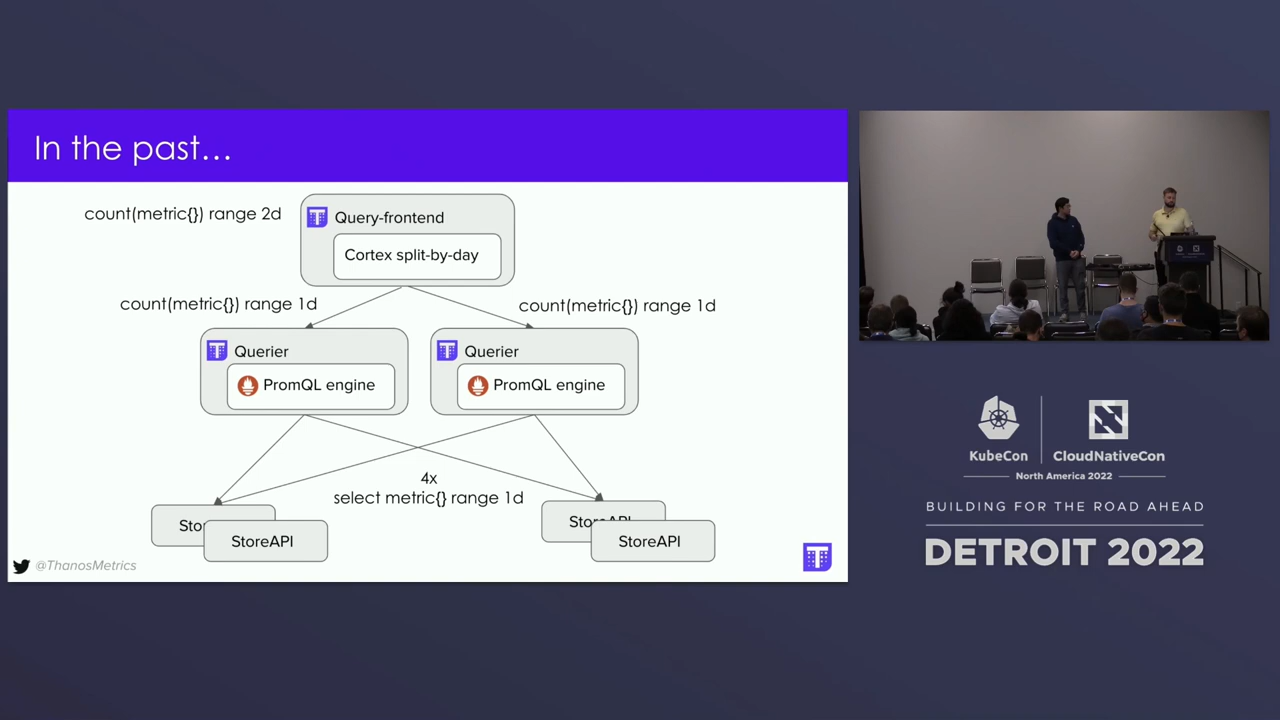 In the past...
count(metric{}) range 2d
Query-frontend
Cortex split-by-day
count(metric{}) range 1d
count(metric{}) range 1d
Querier
PromQL engine
Querier
PromQL engine
4x
select metric{} range 1d
Sto
StoreAPI
StoreAPI
StoreAPI
@ThanosMetrics
KubeCon
CloudNativeCon
North America 2022
BUILDING FOR THE ROAD AHEAD
DETROIT 2022